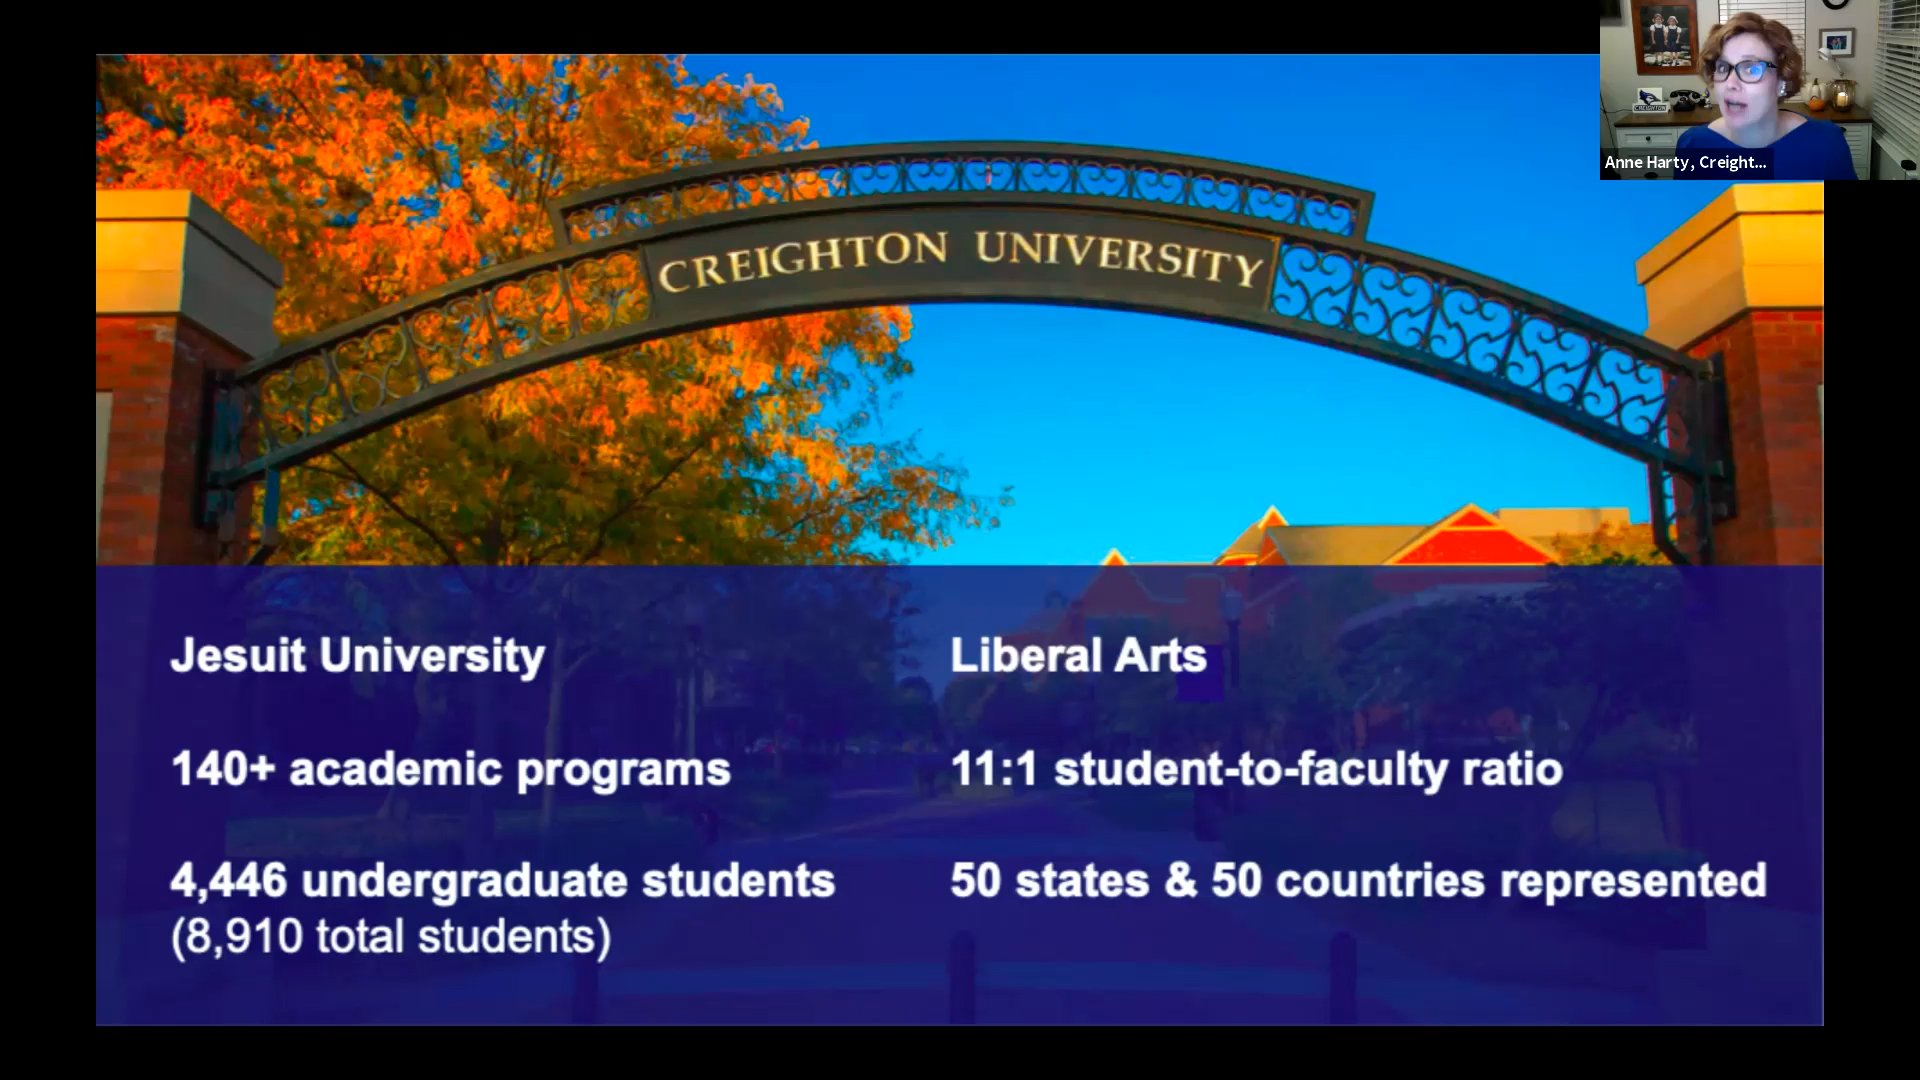 Anne Harty, Creight...
CREIGHTON UNIVERSITY
Jesuit University
Liberal Arts
140+ academic programs
11:1 student-to-faculty ratio
4,446 undergraduate students
(8,910 total students)
50 states & 50 countries represented